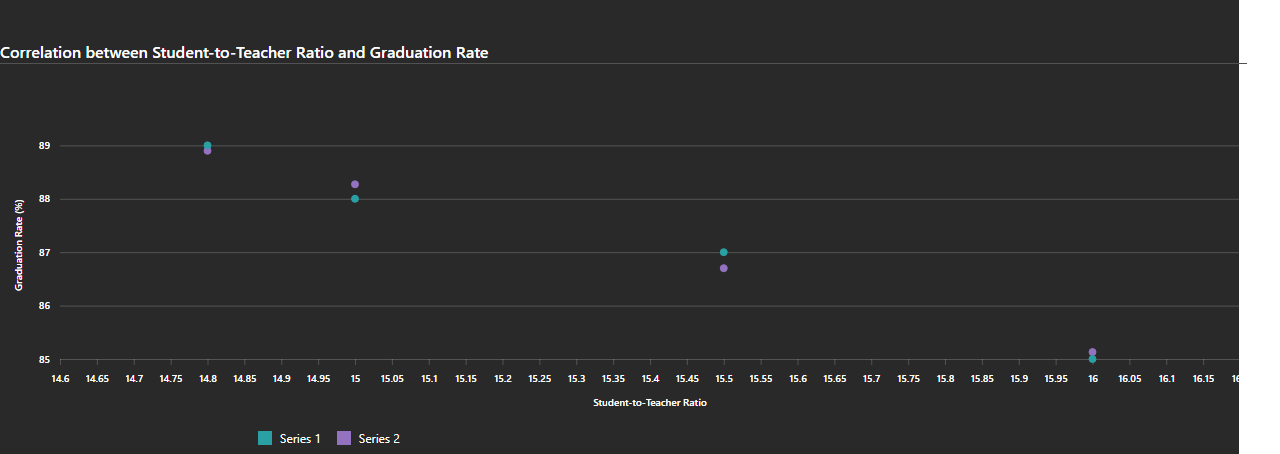 Correlation between Student-to-Teacher Ratio and Graduation Rate
89
88
87
86
85
Graduation Rate (%)
14.6 14.65 14.7 14.75 14.8 14.85 14.9 14.95 15 15.05 15.1 15.15 15.2 15.25 15.3 15.35 15.4 15.45 15.5 15.55 15.6 15.65 15.7 15.75 15.8 15.85 15.9 15.95 16 16.05 16.1 16.15
Student-to-Teacher Ratio
Series 1 Series 2